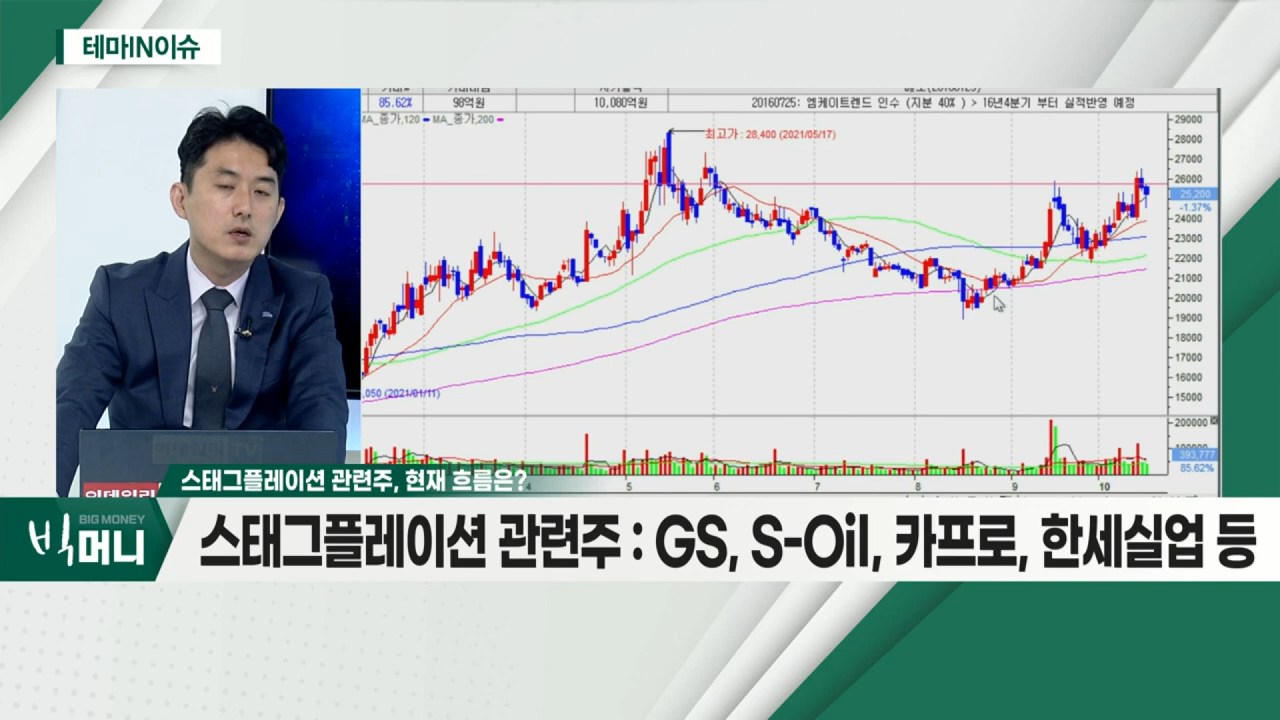 테마IN이슈
85.62%
98억원
10,080억원
20160725: 엠케이트렌드 인수 (지분 40% ) > 16년4분기 부터 실적반영 예정
MA_종가,120
MA_종가,200
최고가 : 28,400 (2021/05/17)
29000
28000
27000
26000
25,200
-1.37%
24000
23000
22000
21000
20000
19000
18000
17000
16000
15000
,050 (2021/01/11)
200000
100000
393,777
85.62%
5
6
7
8
9
10
이데일리
스태그플레이션 관련주, 현재 흐름은?
빅머니
BIG MONEY
스태그플레이션 관련주 : GS, S-Oil, 카프로, 한세실업 등